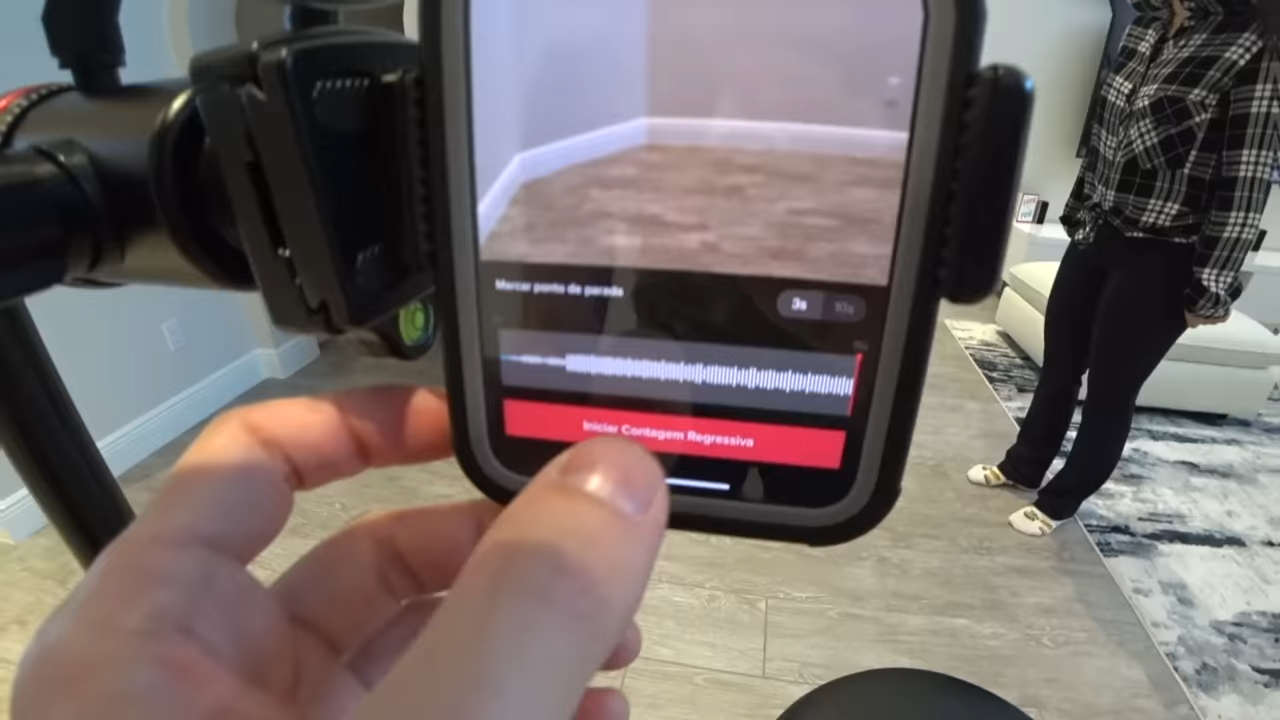 Marcar ponto de parada
3s 10s
Iniciar Contagem Regressiva